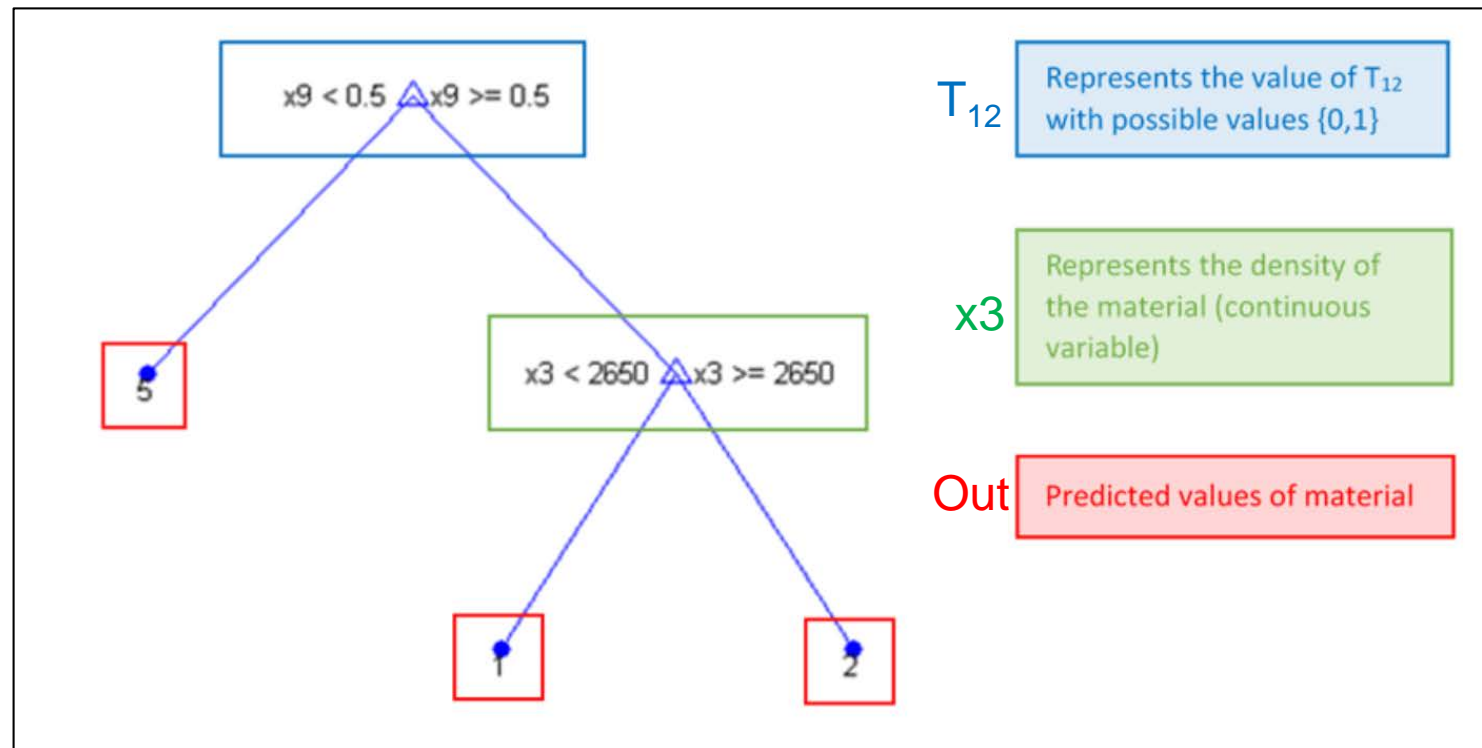 x9 < 0.5 x9 >= 0.5
5
x3 < 2650 x3 >= 2650
1
2
T₁₂
Represents the value of T₁₂
with possible values {0,1}
x3
Represents the density of
the material (continuous
variable)
Out
Predicted values of material